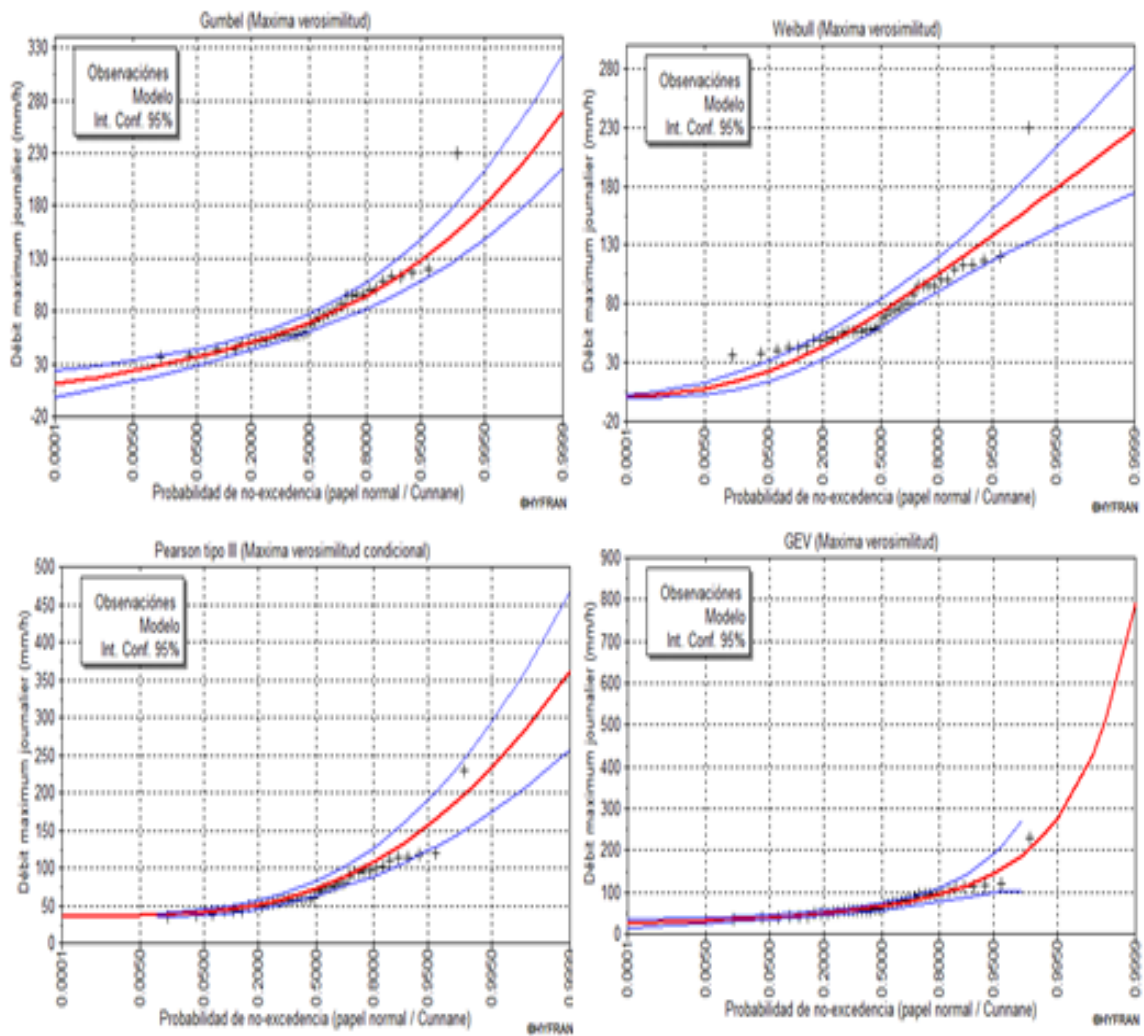 Gumbel (Maxima verosimilitud)
Débit maximum journalier (mm/h)
330
280
230
180
130
80
30
-20
Observaciónes
Modelo
Int. Conf. 95%
0.0001
0.0050
0.0500
0.2000
0.5000
0.8000
0.9500
0.9950
0.9999
Probabilidad de no-excedencia (papel normal / Cunnane)
©HYFRAN
Weibull (Maxima verosimilitud)
Débit maximum journalier (mm/h)
280
230
180
130
80
30
-20
Observaciónes
Modelo
Int. Conf. 95%
0.0001
0.0050
0.0500
0.2000
0.5000
0.8000
0.9500
0.9950
0.9999
Probabilidad de no-excedencia (papel normal / Cunnane)
©HYFRAN
Pearson tipo III (Maxima verosimilitud condicional)
Débit maximum journalier (mm/h)
500
450
400
350
300
250
200
150
100
50
0
Observaciónes
Modelo
Int. Conf. 95%
0.0001
0.0050
0.0500
0.2000
0.5000
0.8000
0.9500
0.9950
0.9999
Probabilidad de no-excedencia (papel normal / Cunnane)
©HYFRAN
GEV (Maxima verosimilitud)
Débit maximum journalier (mm/h)
900
800
700
600
500
400
300
200
100
0
Observaciónes
Modelo
Int. Conf. 95%
0.0001
0.0050
0.0500
0.2000
0.5000
0.8000
0.9500
0.9950
0.9999
Probabilidad de no-excedencia (papel normal / Cunnane)
©HYFRAN